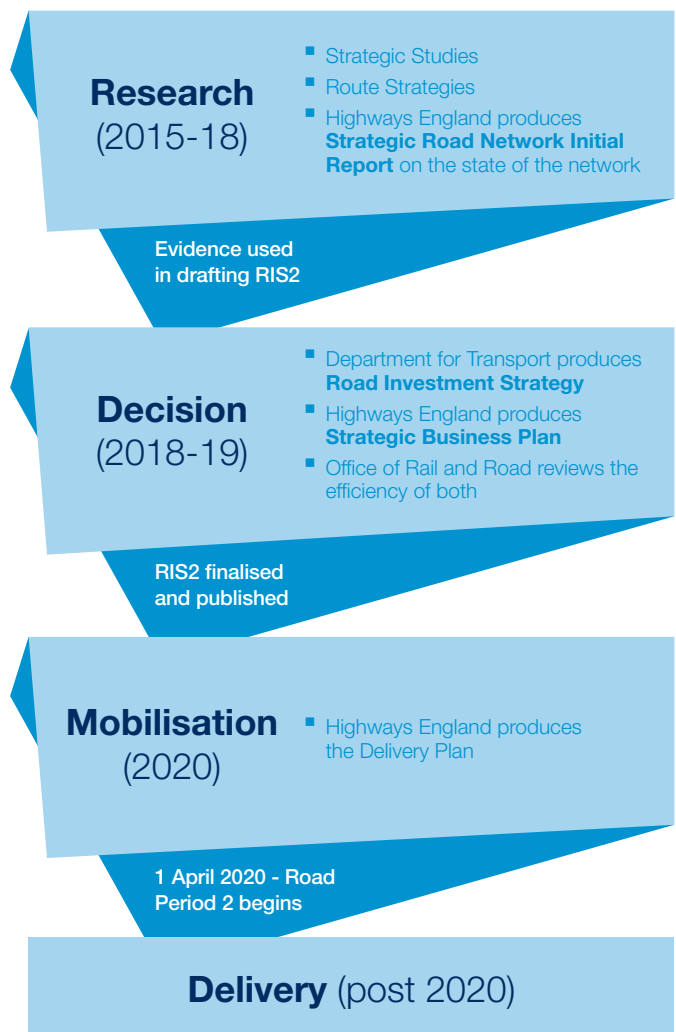 Research
(2015-18)
▪ Strategic Studies
▪ Route Strategies
▪ Highways England produces
Strategic Road Network Initial
Report on the state of the network
Evidence used
in drafting RIS2
Decision
(2018-19)
▪ Department for Transport produces
Road Investment Strategy
▪ Highways England produces
Strategic Business Plan
▪ Office of Rail and Road reviews the
efficiency of both
RIS2 finalised
and published
Mobilisation
(2020)
▪ Highways England produces
the Delivery Plan
1 April 2020 - Road
Period 2 begins
Delivery (post 2020)